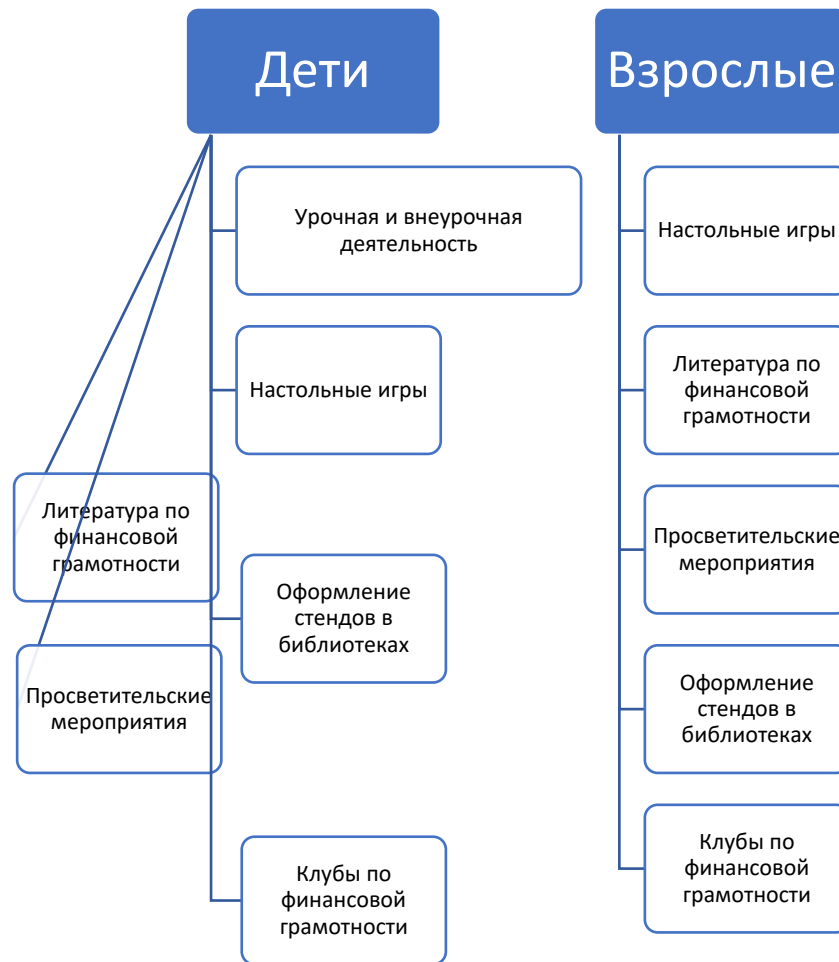 Дети
Урочная и внеурочная
деятельность
Настольные игры
Литература по
финансовой
грамотности
Оформление
стендов в
библиотеках
Просветительские
мероприятия
Клубы по
финансовой
грамотности
Взрослые
Настольные игры
Литература по
финансовой
грамотности
Просветительские
мероприятия
Оформление
стендов в
библиотеках
Клубы по
финансовой
грамотности